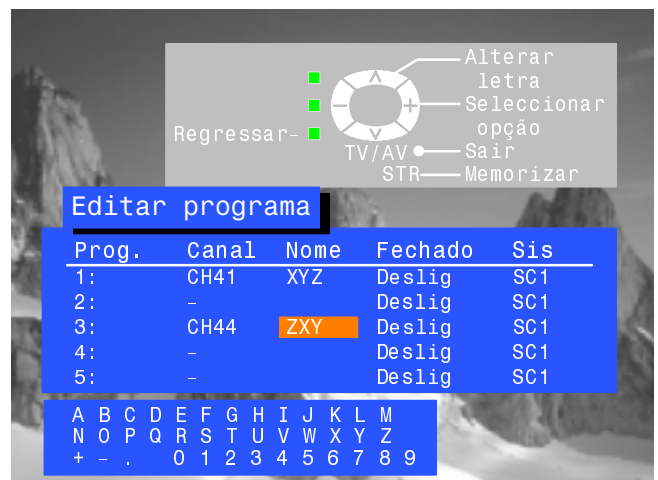 Alterar
letra
Seleccionar
opção
Regressar–
TV/AV Sair
STR Memorizar
Editar programa
Prog. Canal Nome Fechado Sis
1: CH41 XYZ Deslig SC1
2: – Deslig SC1
3: CH44 ZXY Deslig SC1
4: – Deslig SC1
5: – Deslig SC1
A B C D E F G H I J K L M
N O P Q R S T U V W X Y Z
+ – . 0 1 2 3 4 5 6 7 8 9